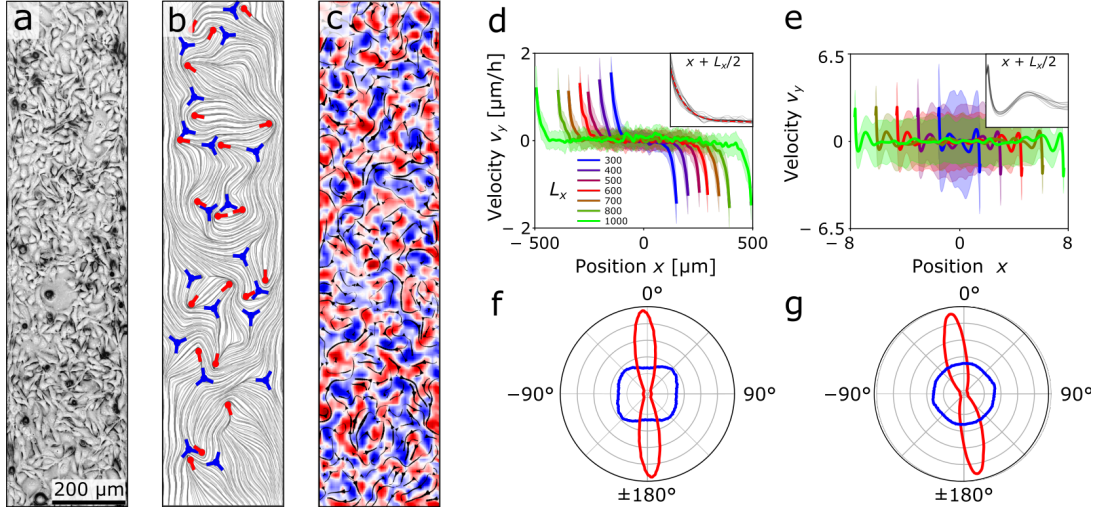 a
200 μm
b
c
d
Velocity v_y [μm/h]
2
0
− 2
− 500
0
500
Position x [μm]
L_x
300
400
500
600
700
800
1000
x + L_x/2
e
Velocity v_y
6.5
0
− 6.5
− 8
0
8
Position x
x + L_x/2
f
0°
−90°
90°
±180°
g
0°
−90°
90°
±180°